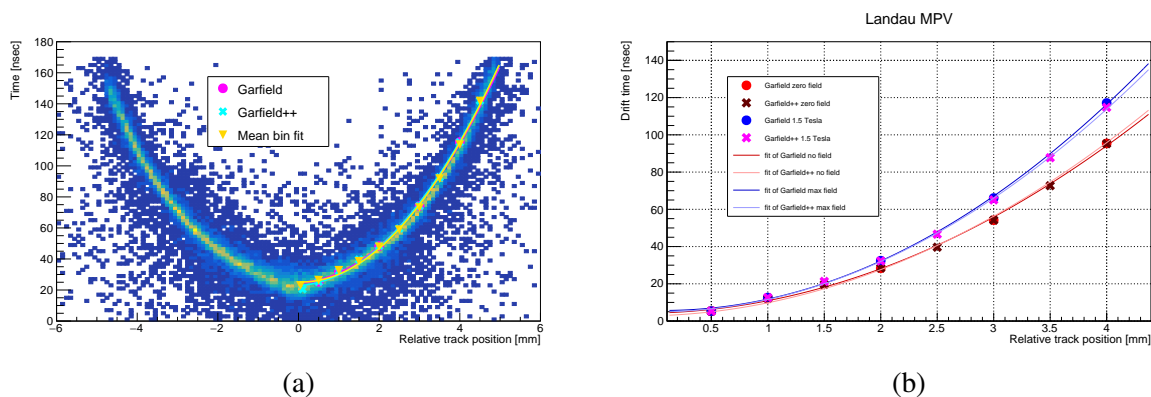 Time [nsec]
180
160
140
120
100
80
60
40
20
0
Garfield
Garfield++
Mean bin fit
−6 −4 −2 0 2 4 6
Relative track position [mm]
(a)
Landau MPV
Drift time [nsec]
140
120
100
80
60
40
20
0
Garfield zero field
Garfield++ zero field
Garfield 1.5 Tesla
Garfield++ 1.5 Tesla
fit of Garfield no field
fit of Garfield++ no field
fit of Garfield max field
fit of Garfield++ max field
0.5 1 1.5 2 2.5 3 3.5 4
Relative track position [mm]
(b)